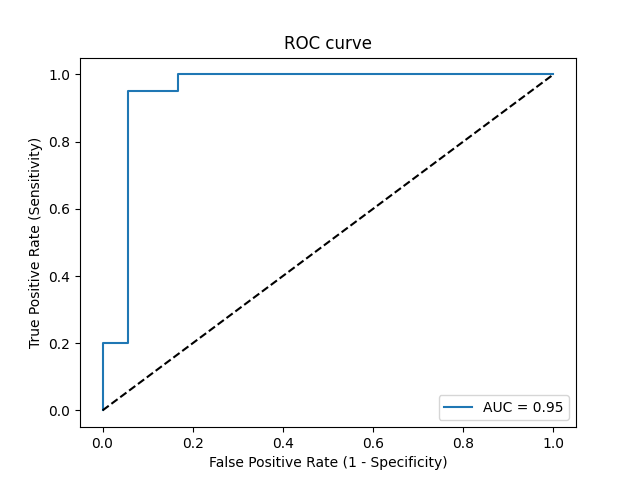 ROC curve
True Positive Rate (Sensitivity)
1.0
0.8
0.6
0.4
0.2
0.0
AUC = 0.95
0.0 0.2 0.4 0.6 0.8 1.0
False Positive Rate (1 - Specificity)